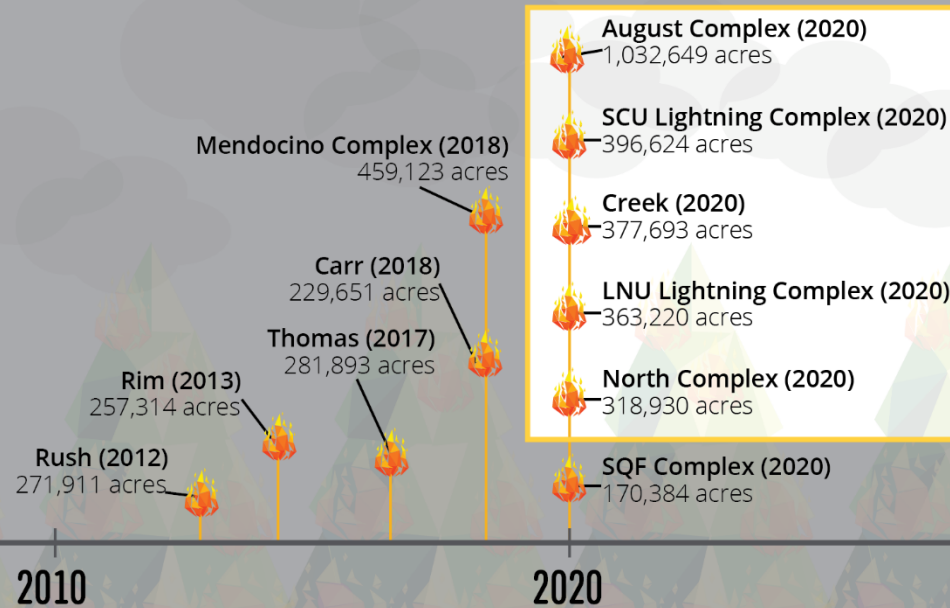 August Complex (2020)
1,032,649 acres
SCU Lightning Complex (2020)
396,624 acres
Mendocino Complex (2018)
459,123 acres
Creek (2020)
377,693 acres
Carr (2018)
229,651 acres
LNU Lightning Complex (2020)
363,220 acres
Thomas (2017)
281,893 acres
Rim (2013)
257,314 acres
North Complex (2020)
318,930 acres
Rush (2012)
271,911 acres
SQF Complex (2020)
170,384 acres
2010
2020